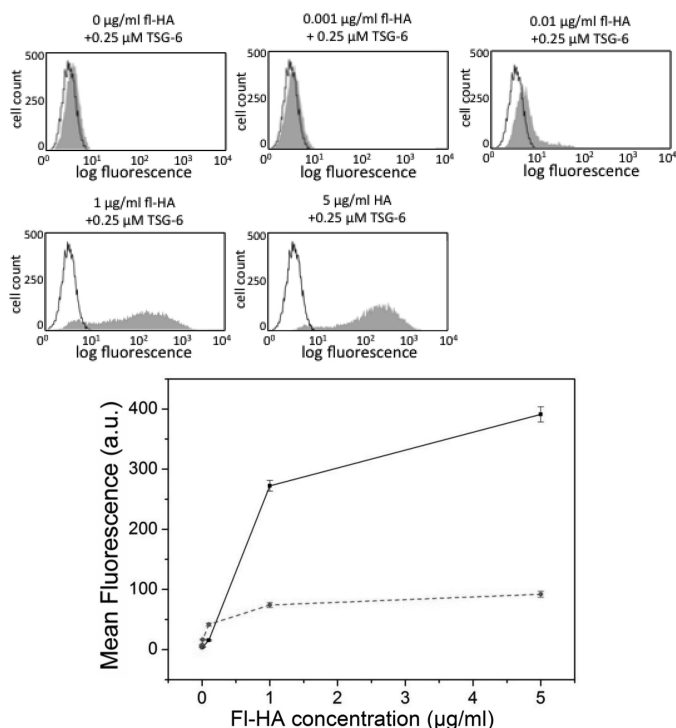 0 µg/ml fl-HA
+0.25 µM TSG-6
0.001 µg/ml fl-HA
+ 0.25 µM TSG-6
0.01 µg/ml fl-HA
+0.25 µM TSG-6
cell count
500
250
0
10⁰ 10¹ 10² 10³ 10⁴
log fluorescence
cell count
500
250
0
10⁰ 10¹ 10² 10³ 10⁴
log fluorescence
cell count
500
250
0
10⁰ 10¹ 10² 10³ 10⁴
log fluorescence
1 µg/ml fl-HA
+0.25 µM TSG-6
5 µg/ml HA
+0.25 µM TSG-6
cell count
500
250
0
10⁰ 10¹ 10² 10³ 10⁴
log fluorescence
cell count
500
250
0
10⁰ 10¹ 10² 10³ 10⁴
log fluorescence
Mean Fluorescence (a.u.)
400
300
200
100
0
0 1 2 3 4 5
Fl-HA concentration (µg/ml)